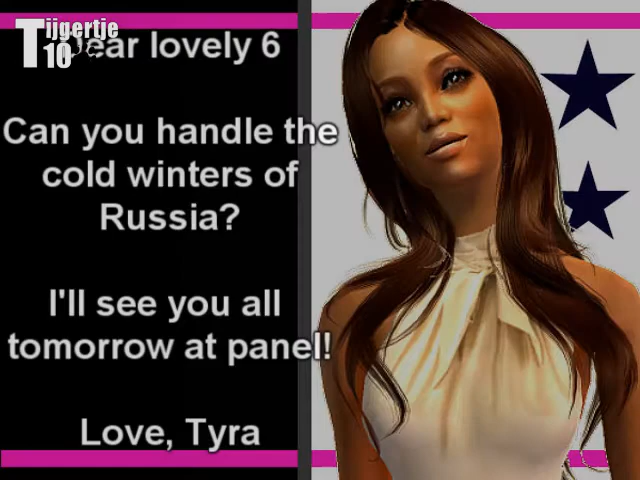 Tijgertje
10
Dear lovely 6
Can you handle the
cold winters of
Russia?
I'll see you all
tomorrow at panel!
Love, Tyra